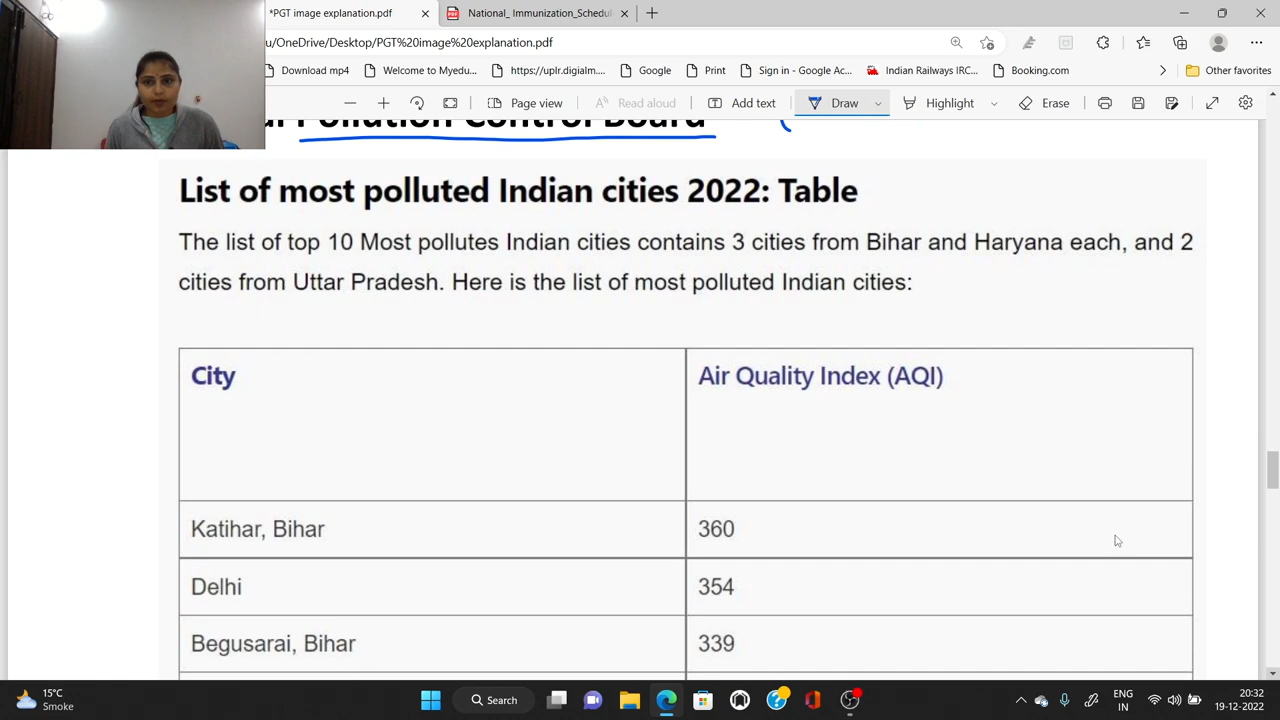 *PGT image explanation.pdf
National_ Immunization_Schedul
u/OneDrive/Desktop/PGT%20image%20explanation.pdf
Download mp4
Welcome to Myedu...
https://uplr.digialm....
Google
Print
Sign in - Google Ac...
Indian Railways IRC...
Booking.com
Other favorites
Page view
Read aloud
Add text
Draw
Highlight
Erase
Pollution Control Board
List of most polluted Indian cities 2022: Table
The list of top 10 Most pollutes Indian cities contains 3 cities from Bihar and Haryana each, and 2
cities from Uttar Pradesh. Here is the list of most polluted Indian cities:
City Air Quality Index (AQI)
Katihar, Bihar 360
Delhi 354
Begusarai, Bihar 339
15°C
Smoke
Search
ENG
IN
20:32
19-12-2022